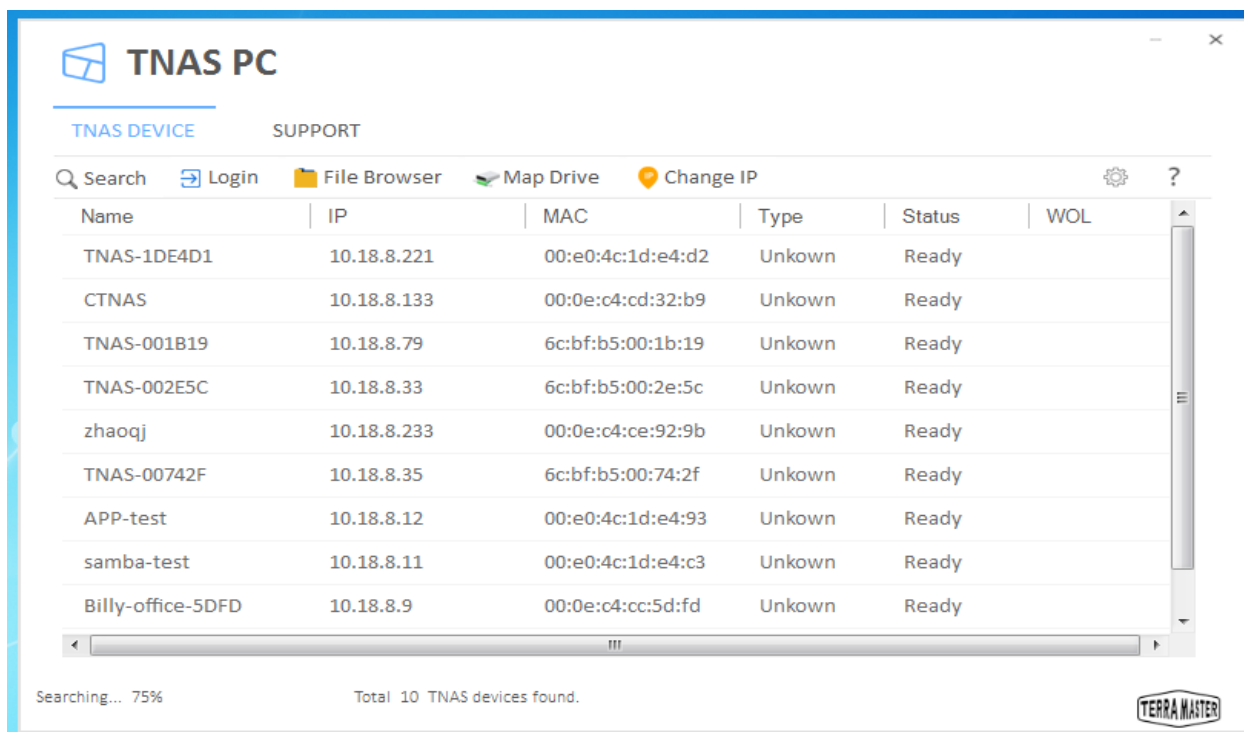 TNAS PC
TNAS DEVICE SUPPORT
Search Login File Browser Map Drive Change IP ?
Name IP MAC Type Status WOL
TNAS-1DE4D1 10.18.8.221 00:e0:4c:1d:e4:d2 Unkown Ready
CTNAS 10.18.8.133 00:0e:c4:cd:32:b9 Unkown Ready
TNAS-001B19 10.18.8.79 6c:bf:b5:00:1b:19 Unkown Ready
TNAS-002E5C 10.18.8.33 6c:bf:b5:00:2e:5c Unkown Ready
zhaoqj 10.18.8.233 00:0e:c4:ce:92:9b Unkown Ready
TNAS-00742F 10.18.8.35 6c:bf:b5:00:74:2f Unkown Ready
APP-test 10.18.8.12 00:e0:4c:1d:e4:93 Unkown Ready
samba-test 10.18.8.11 00:e0:4c:1d:e4:c3 Unkown Ready
Billy-office-5DFD 10.18.8.9 00:0e:c4:cc:5d:fd Unkown Ready
Searching... 75% Total 10 TNAS devices found.
TERRAMASTER